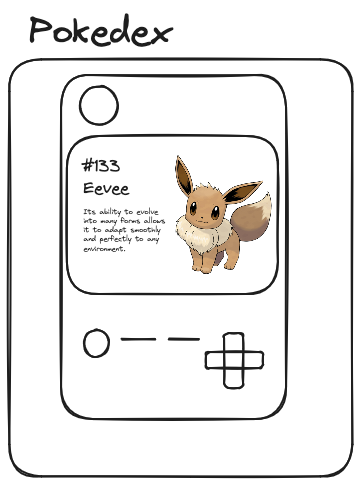 Pokedex
#133
Eevee
Its ability to evolve
into many forms allows
it to adapt smoothly
and perfectly to any
environment.